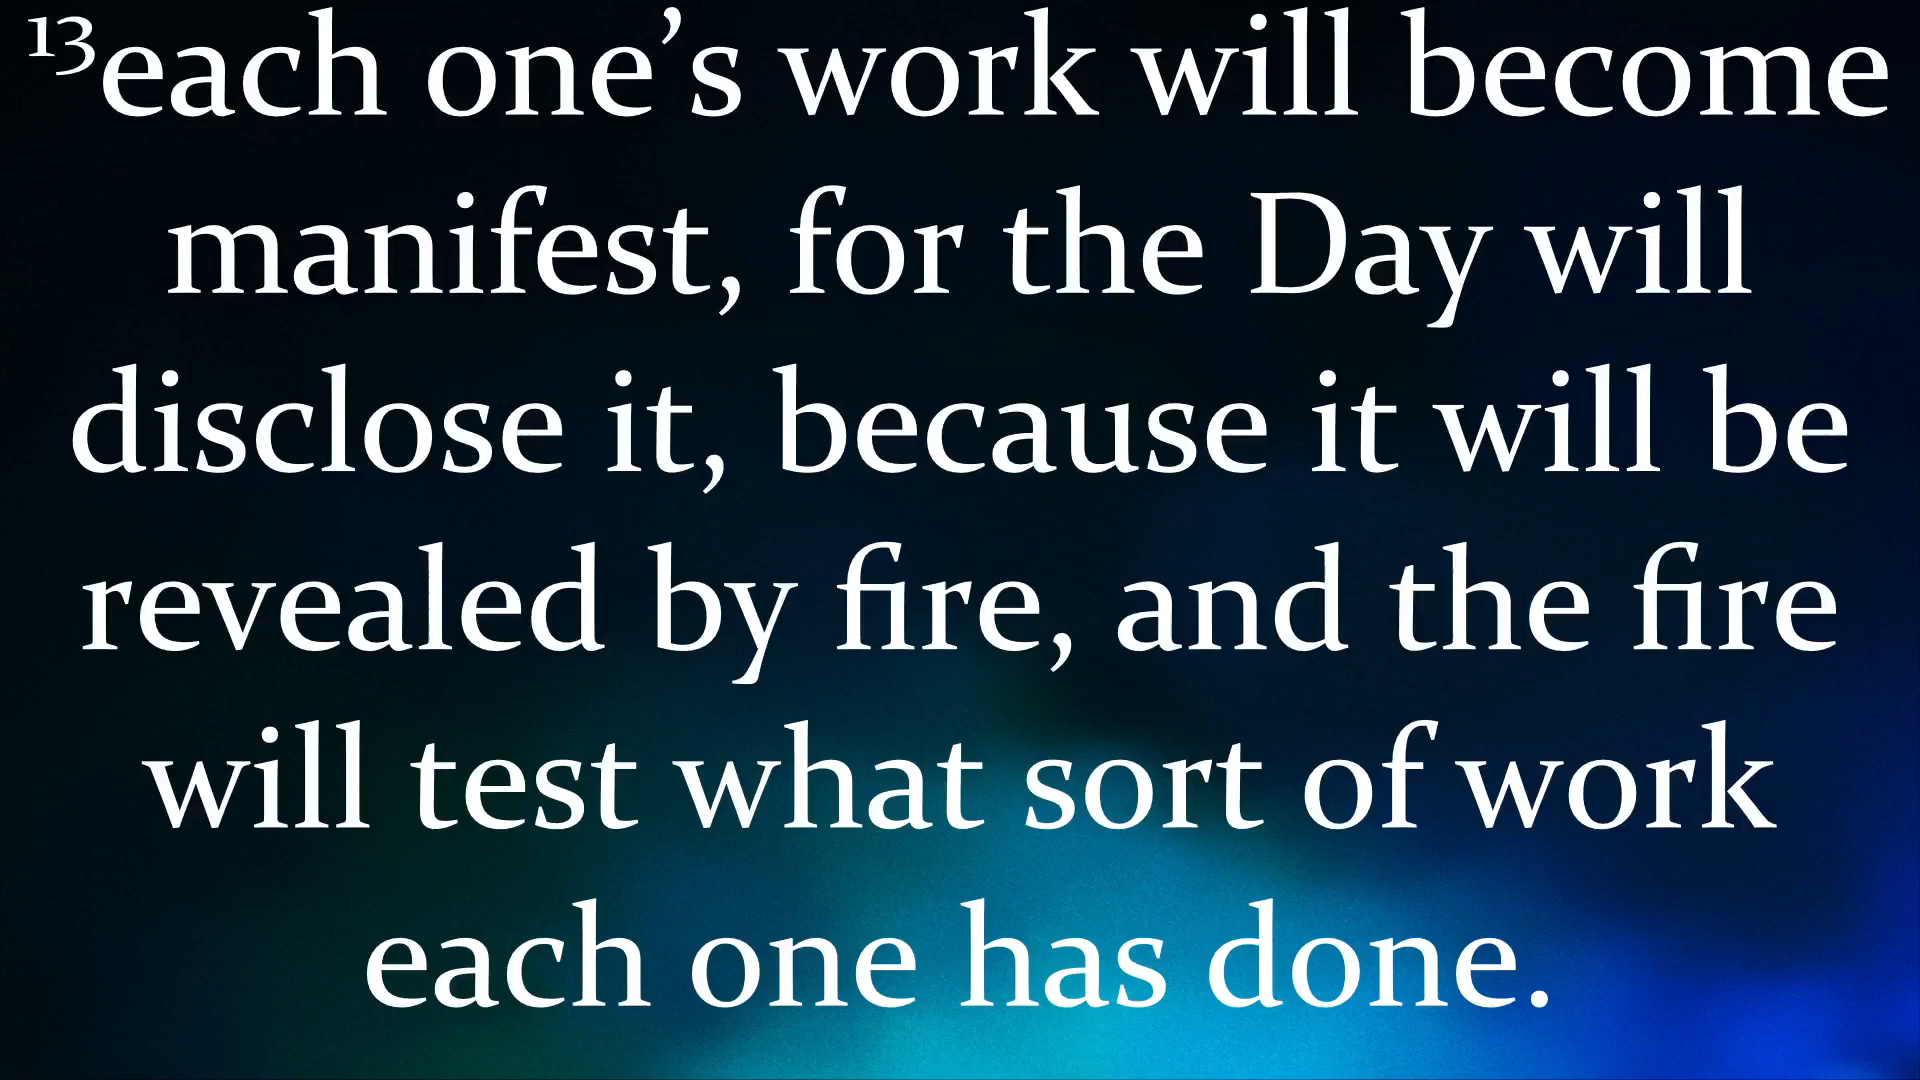 ¹³each one’s work will become
manifest, for the Day will
disclose it, because it will be
revealed by fire, and the fire
will test what sort of work
each one has done.